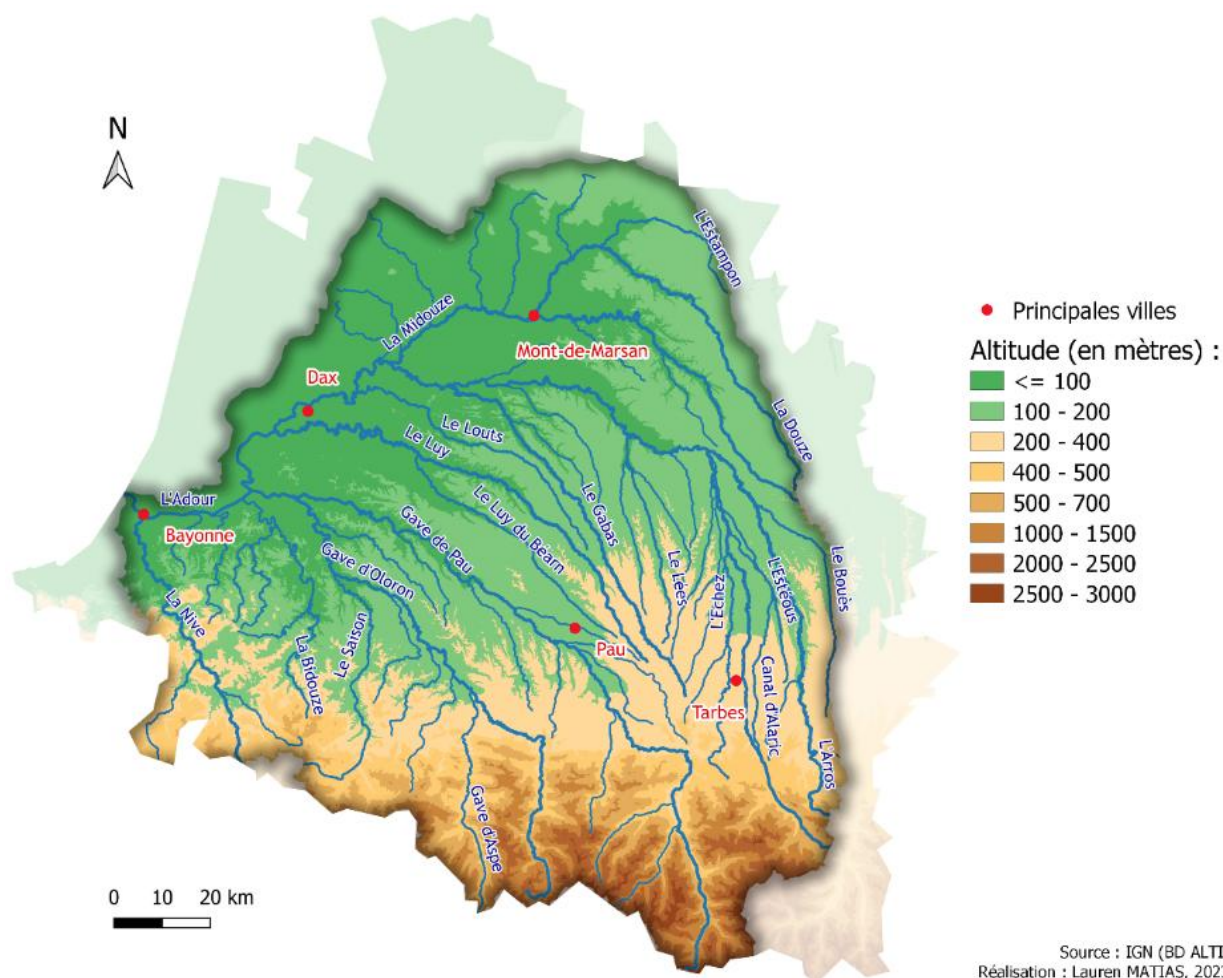 N
L'Estampon
La Midouze
Mont-de-Marsan
Dax
La Douze
Le Louts
Le Luy
Le Gabas
Le Luy du Béarn
L'Adour
Bayonne
Gave de Pau
Gave d'Oloron
Le Léés
L'Echez
L'Estéous
Le Bouès
La Nive
La Bidouze
Le Saison
Pau
Tarbes
Canal d'Alaric
L'Arros
Gave d'Aspe
0 10 20 km
Principales villes
Altitude (en mètres) :
<= 100
100 - 200
200 - 400
400 - 500
500 - 700
1000 - 1500
2000 - 2500
2500 - 3000
Source : IGN (BD ALTI
Réalisation : Lauren MATIAS, 202